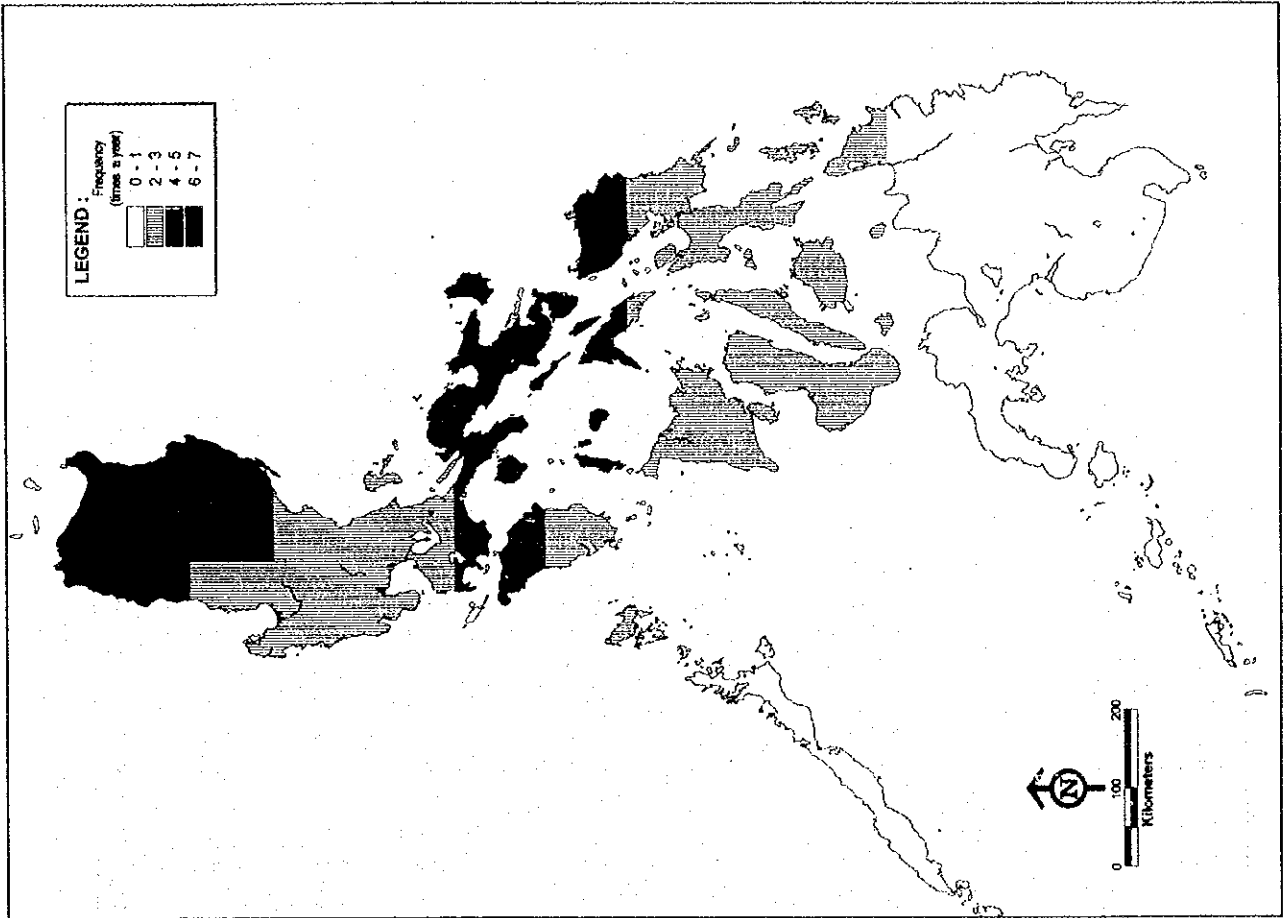 LEGEND :
Frequency
(times a year)
0 - 1
2 - 3
4 - 5
6 - 7
N
0 100 200
Kilometers